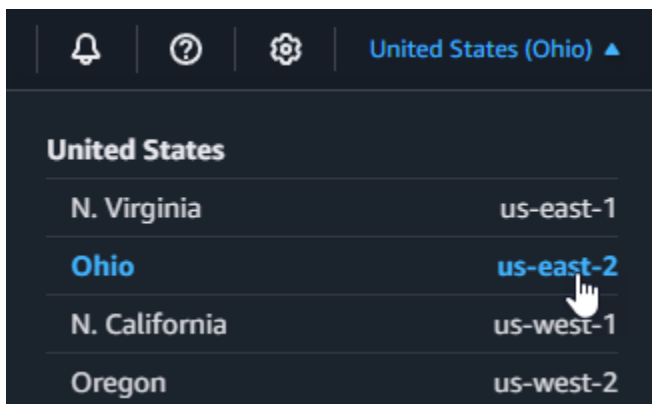 United States (Ohio) ▲
United States
N. Virginia us-east-1
Ohio us-east-2
N. California us-west-1
Oregon us-west-2